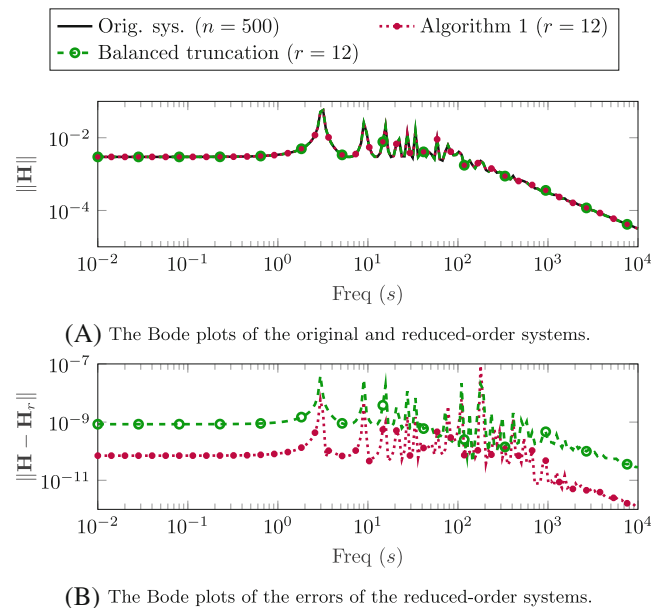 Orig. sys. (n = 500)
Algorithm 1 (r = 12)
Balanced truncation (r = 12)
10^{-2}
10^{-4}
‖H‖
10^{-2} 10^{-1} 10^{0} 10^{1} 10^{2} 10^{3} 10^{4}
Freq (s)
(A) The Bode plots of the original and reduced-order systems.
10^{-7}
10^{-9}
10^{-11}
‖H − H_r‖
10^{-2} 10^{-1} 10^{0} 10^{1} 10^{2} 10^{3} 10^{4}
Freq (s)
(B) The Bode plots of the errors of the reduced-order systems.